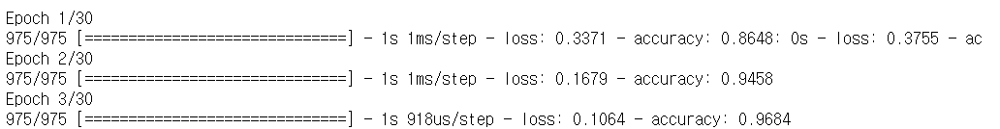 Epoch 1/30
975/975 [==============================] - 1s 1ms/step - loss: 0.3371 - accuracy: 0.8648: 0s - loss: 0.3755 - ac
Epoch 2/30
975/975 [==============================] - 1s 1ms/step - loss: 0.1679 - accuracy: 0.9458
Epoch 3/30
975/975 [==============================] - 1s 918us/step - loss: 0.1064 - accuracy: 0.9684